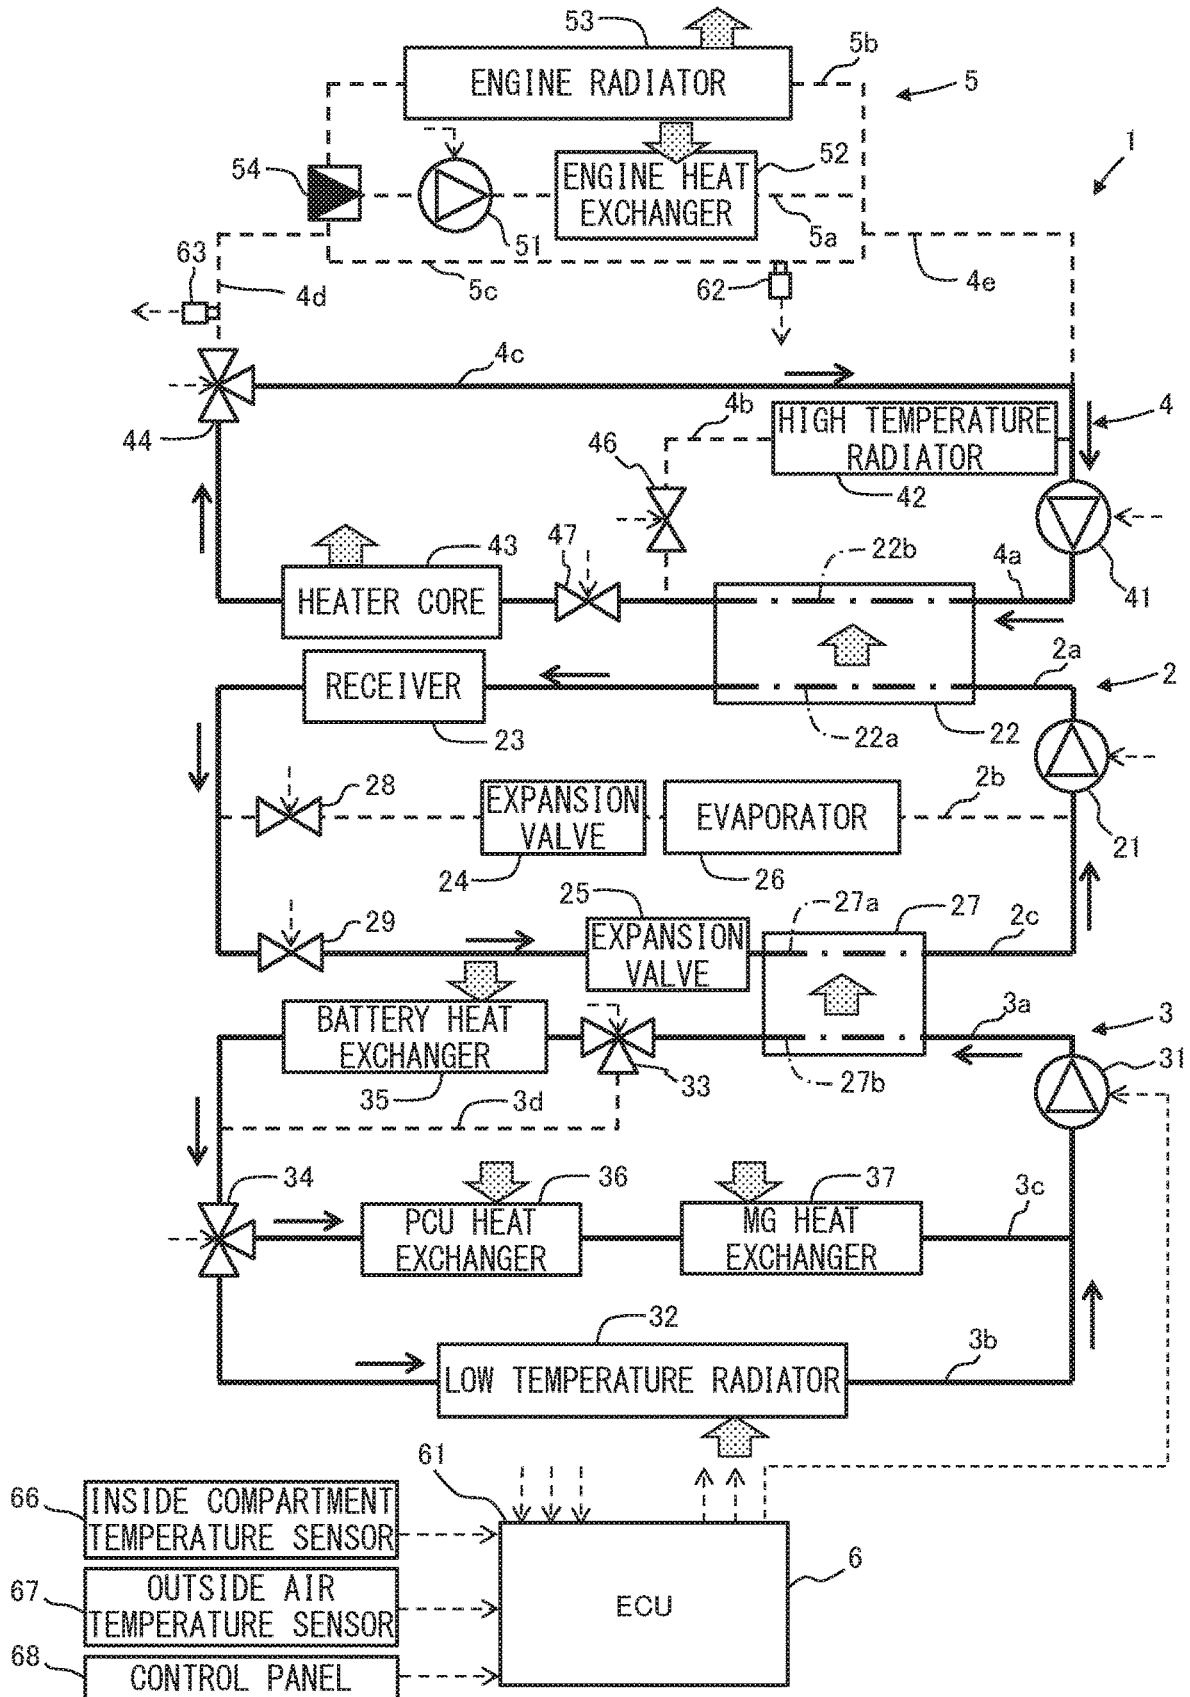 53
5b
ENGINE RADIATOR
5
1
54
ENGINE HEAT
EXCHANGER
52
51
5a
63
4d
5c
62
4e
4c
44
4b
HIGH TEMPERATURE
RADIATOR
4
46
42
43
47
22b
4a
41
HEATER CORE
RECEIVER
2a
2
23
22a
22
28
EXPANSION
VALVE
EVAPORATOR
2b
21
24
26
25
27a
27
29
2c
EXPANSION
VALVE
BATTERY HEAT
EXCHANGER
3a
3
31
35
3d
33
27b
34
36
37
PCU HEAT
EXCHANGER
MG HEAT
EXCHANGER
3c
32
LOW TEMPERATURE RADIATOR
3b
61
66
INSIDE COMPARTMENT
TEMPERATURE SENSOR
6
67
OUTSIDE AIR
TEMPERATURE SENSOR
ECU
68
CONTROL PANEL